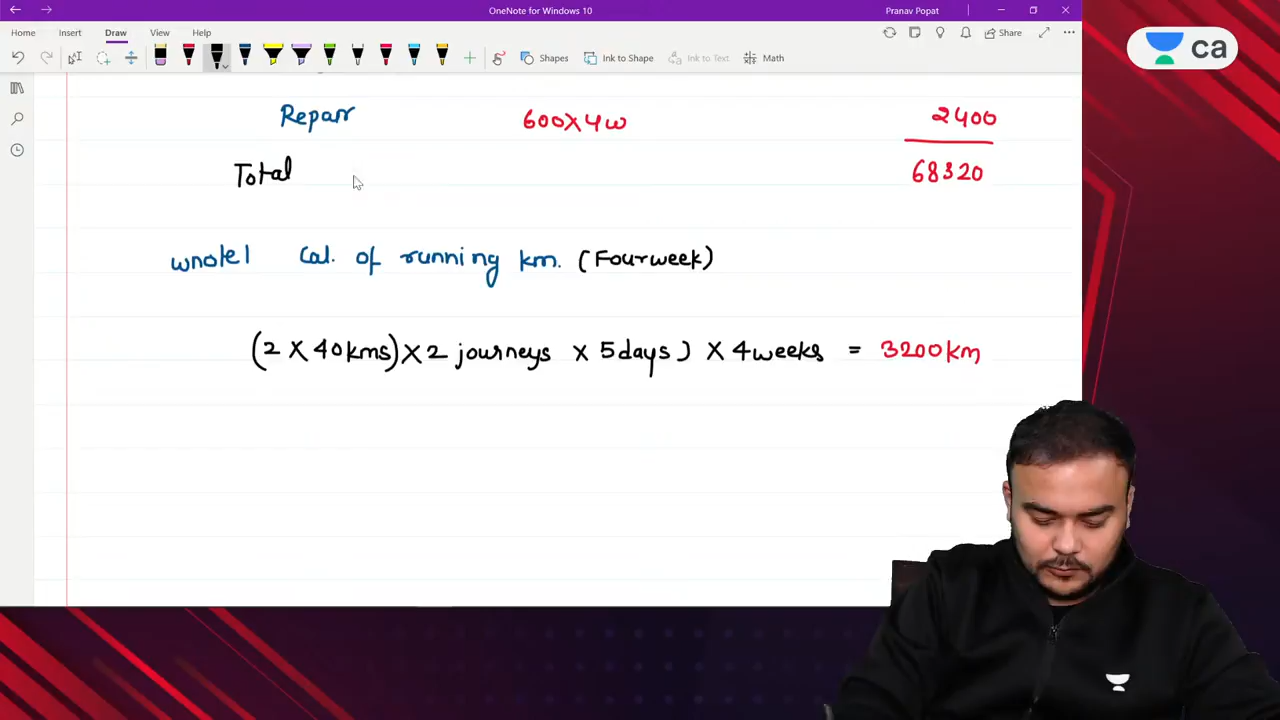 OneNote for Windows 10
Pranav Popat
Home Insert Draw View Help
Share
Shapes Ink to Shape Ink to Text Math
ca
Repair 600X4w 2400
Total 68320
wnote1 Cal. of running km. (Fourweek)
(2 X 40kms) X 2 journeys X 5days) X 4weeks = 3200km